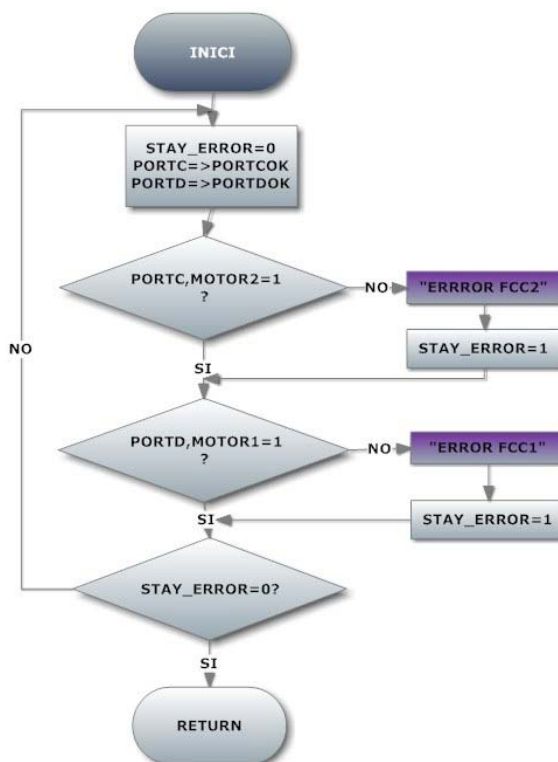 INICI
STAY_ERROR=0
PORTC=>PORTCOK
PORTD=>PORTDOK
PORTC,MOTOR2=1
?
NO
"ERRROR FCC2"
STAY_ERROR=1
NO
SI
PORTD,MOTOR1=1
?
NO
"ERROR FCC1"
STAY_ERROR=1
SI
STAY_ERROR=0?
SI
RETURN